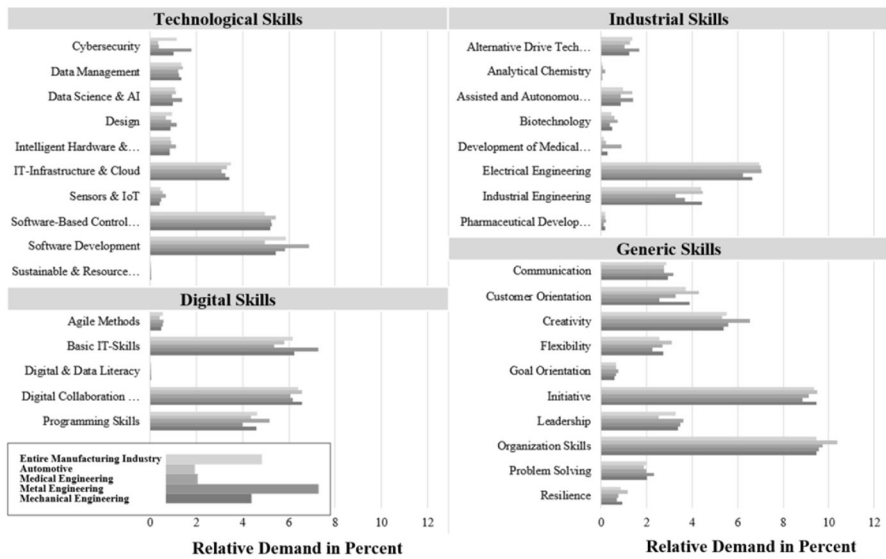 Technological Skills
Cybersecurity
Data Management
Data Science & AI
Design
Intelligent Hardware &…
IT-Infrastructure & Cloud
Sensors & IoT
Software-Based Control…
Software Development
Sustainable & Resource…
Digital Skills
Agile Methods
Basic IT-Skills
Digital & Data Literacy
Digital Collaboration …
Programming Skills
Entire Manufacturing Industry
Automotive
Medical Engineering
Metal Engineering
Mechanical Engineering
0 2 4 6 8 10 12
Relative Demand in Percent
Industrial Skills
Alternative Drive Tech…
Analytical Chemistry
Assisted and Autonomou…
Biotechnology
Development of Medical…
Electrical Engineering
Industrial Engineering
Pharmaceutical Develop…
Generic Skills
Communication
Customer Orientation
Creativity
Flexibility
Goal Orientation
Initiative
Leadership
Organization Skills
Problem Solving
Resilience
0 2 4 6 8 10 12
Relative Demand in Percent